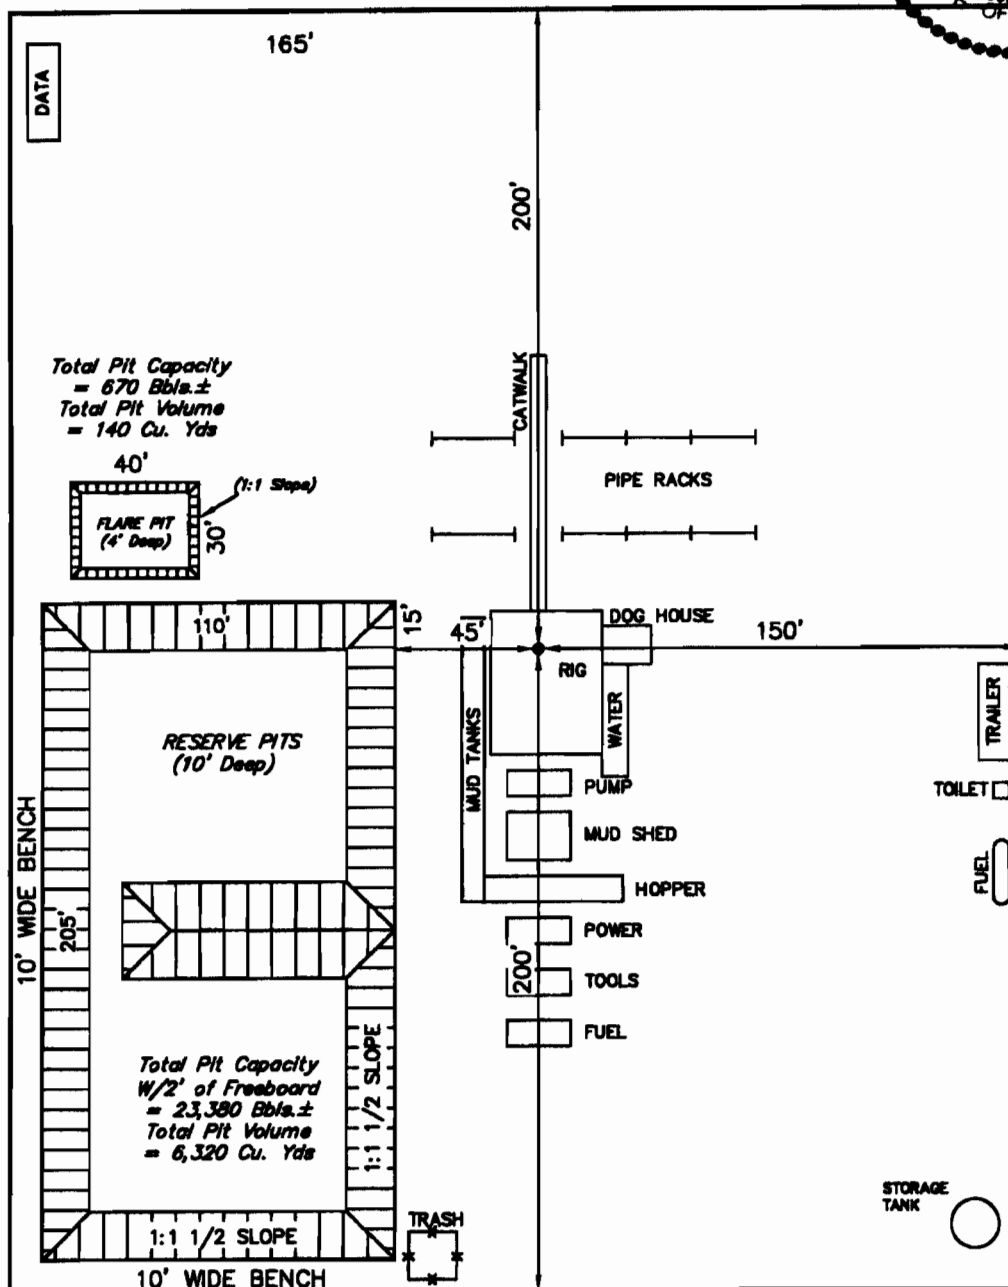 OF
165'
DATA
200'
Total Pit Capacity
= 670 Bbls.±
Total Pit Volume
= 140 Cu. Yds
40'
(1:1 Slope)
FLARE PIT
(4' Deep)
30'
CATWALK
PIPE RACKS
110'
15'
45'
DOG HOUSE
150'
RIG
RESERVE PITS
(10' Deep)
MUD TANKS
WATER
TRAILER
PUMP
TOILET
MUD SHED
FUEL
HOPPER
10' WIDE BENCH
205'
POWER
200'
TOOLS
FUEL
Total Pit Capacity
W/2' of Freeboard
= 23,380 Bbls.±
Total Pit Volume
= 6,320 Cu. Yds
1:1 1/2 SLOPE
STORAGE
TANK
TRASH
1:1 1/2 SLOPE
10' WIDE BENCH